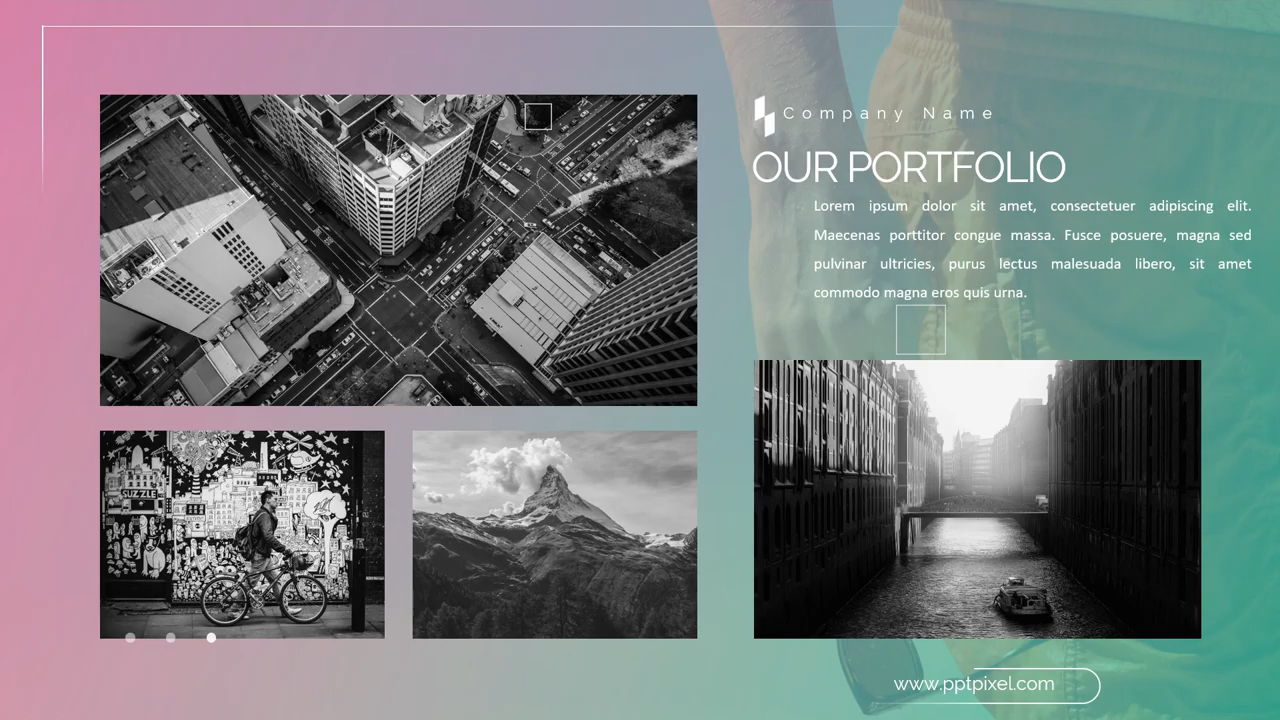 Company Name
OUR PORTFOLIO
Lorem ipsum dolor sit amet, consectetuer adipiscing elit.
Maecenas porttitor congue massa. Fusce posuere, magna sed
pulvinar ultricies, purus lectus malesuada libero, sit amet
commodo magna eros quis urna.
SUZZLE
www.pptpixel.com